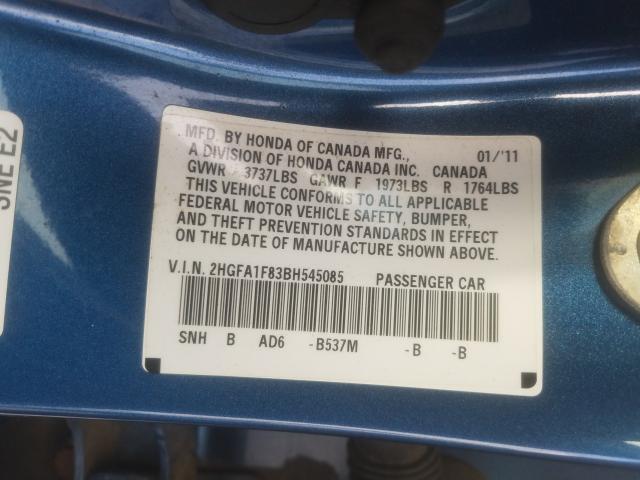 MFD. BY HONDA OF CANADA MFG., 01/'11
A DIVISION OF HONDA CANADA INC. CANADA
GVWR 3737LBS GAWR F 1973LBS R 1764LBS
THIS VEHICLE CONFORMS TO ALL APPLICABLE
FEDERAL MOTOR VEHICLE SAFETY, BUMPER,
AND THEFT PREVENTION STANDARDS IN EFFECT
ON THE DATE OF MANUFACTURE SHOWN ABOVE.
V.I.N. 2HGFA1F83BH545085 PASSENGER CAR
SNH B AD6 -B537M -B -B
SNE E2